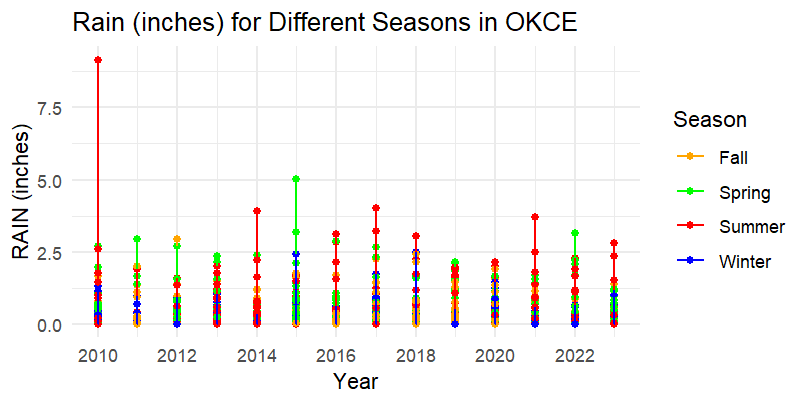 Rain (inches) for Different Seasons in OKCE
RAIN (inches)
7.5
5.0
2.5
0.0
2010 2012 2014 2016 2018 2020 2022
Year
Season
Fall
Spring
Summer
Winter